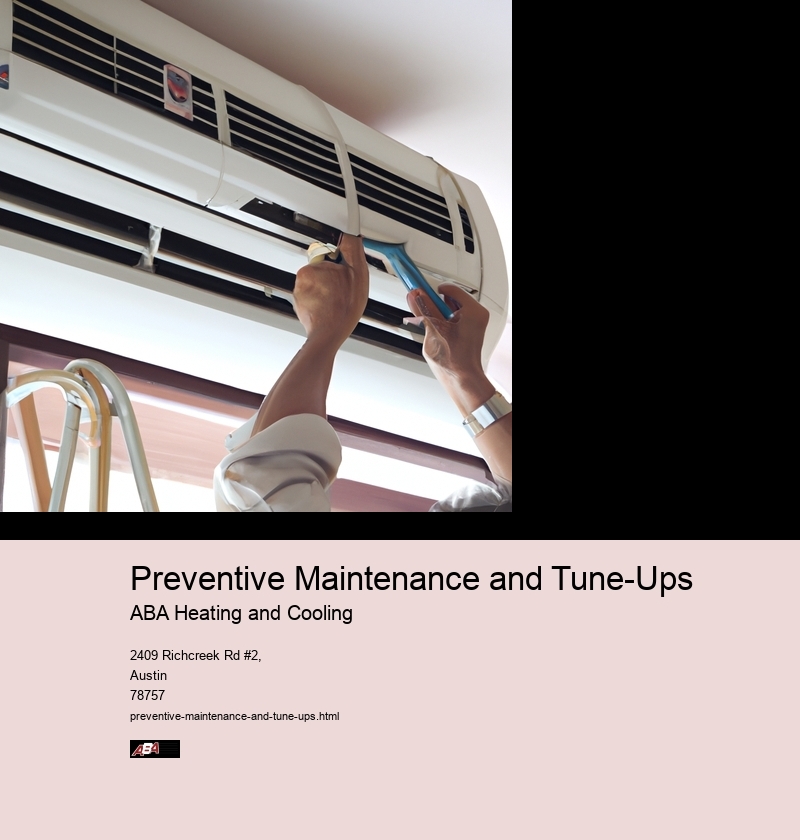 Preventive Maintenance and Tune-Ups
ABA Heating and Cooling
2409 Richcreek Rd #2,
Austin
78757
preventive-maintenance-and-tune-ups.html
ABA